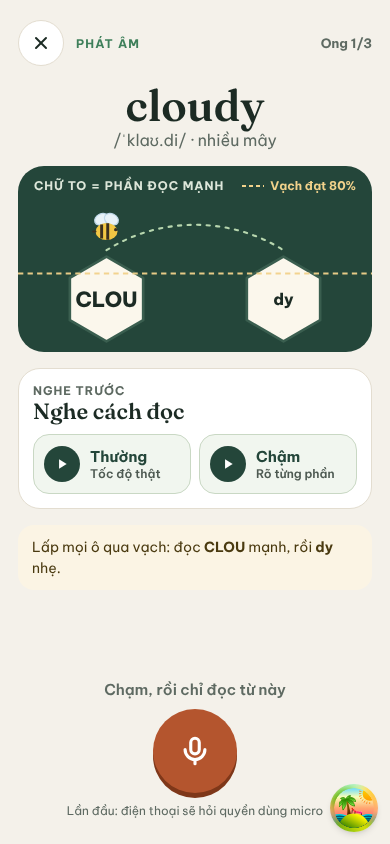 PHÁT ÂM
Ong 1/3
cloudy
/ˈklaʊ.di/ · nhiều mây
CHỮ TO = PHẦN ĐỌC MẠNH
Vạch đạt 80%
CLOU
dy
NGHE TRƯỚC
Nghe cách đọc
Thường
Tốc độ thật
Chậm
Rõ từng phần
Lấp mọi ô qua vạch: đọc CLOU mạnh, rồi dy
nhẹ.
Chạm, rồi chỉ đọc từ này
Lần đầu: điện thoại sẽ hỏi quyền dùng micro